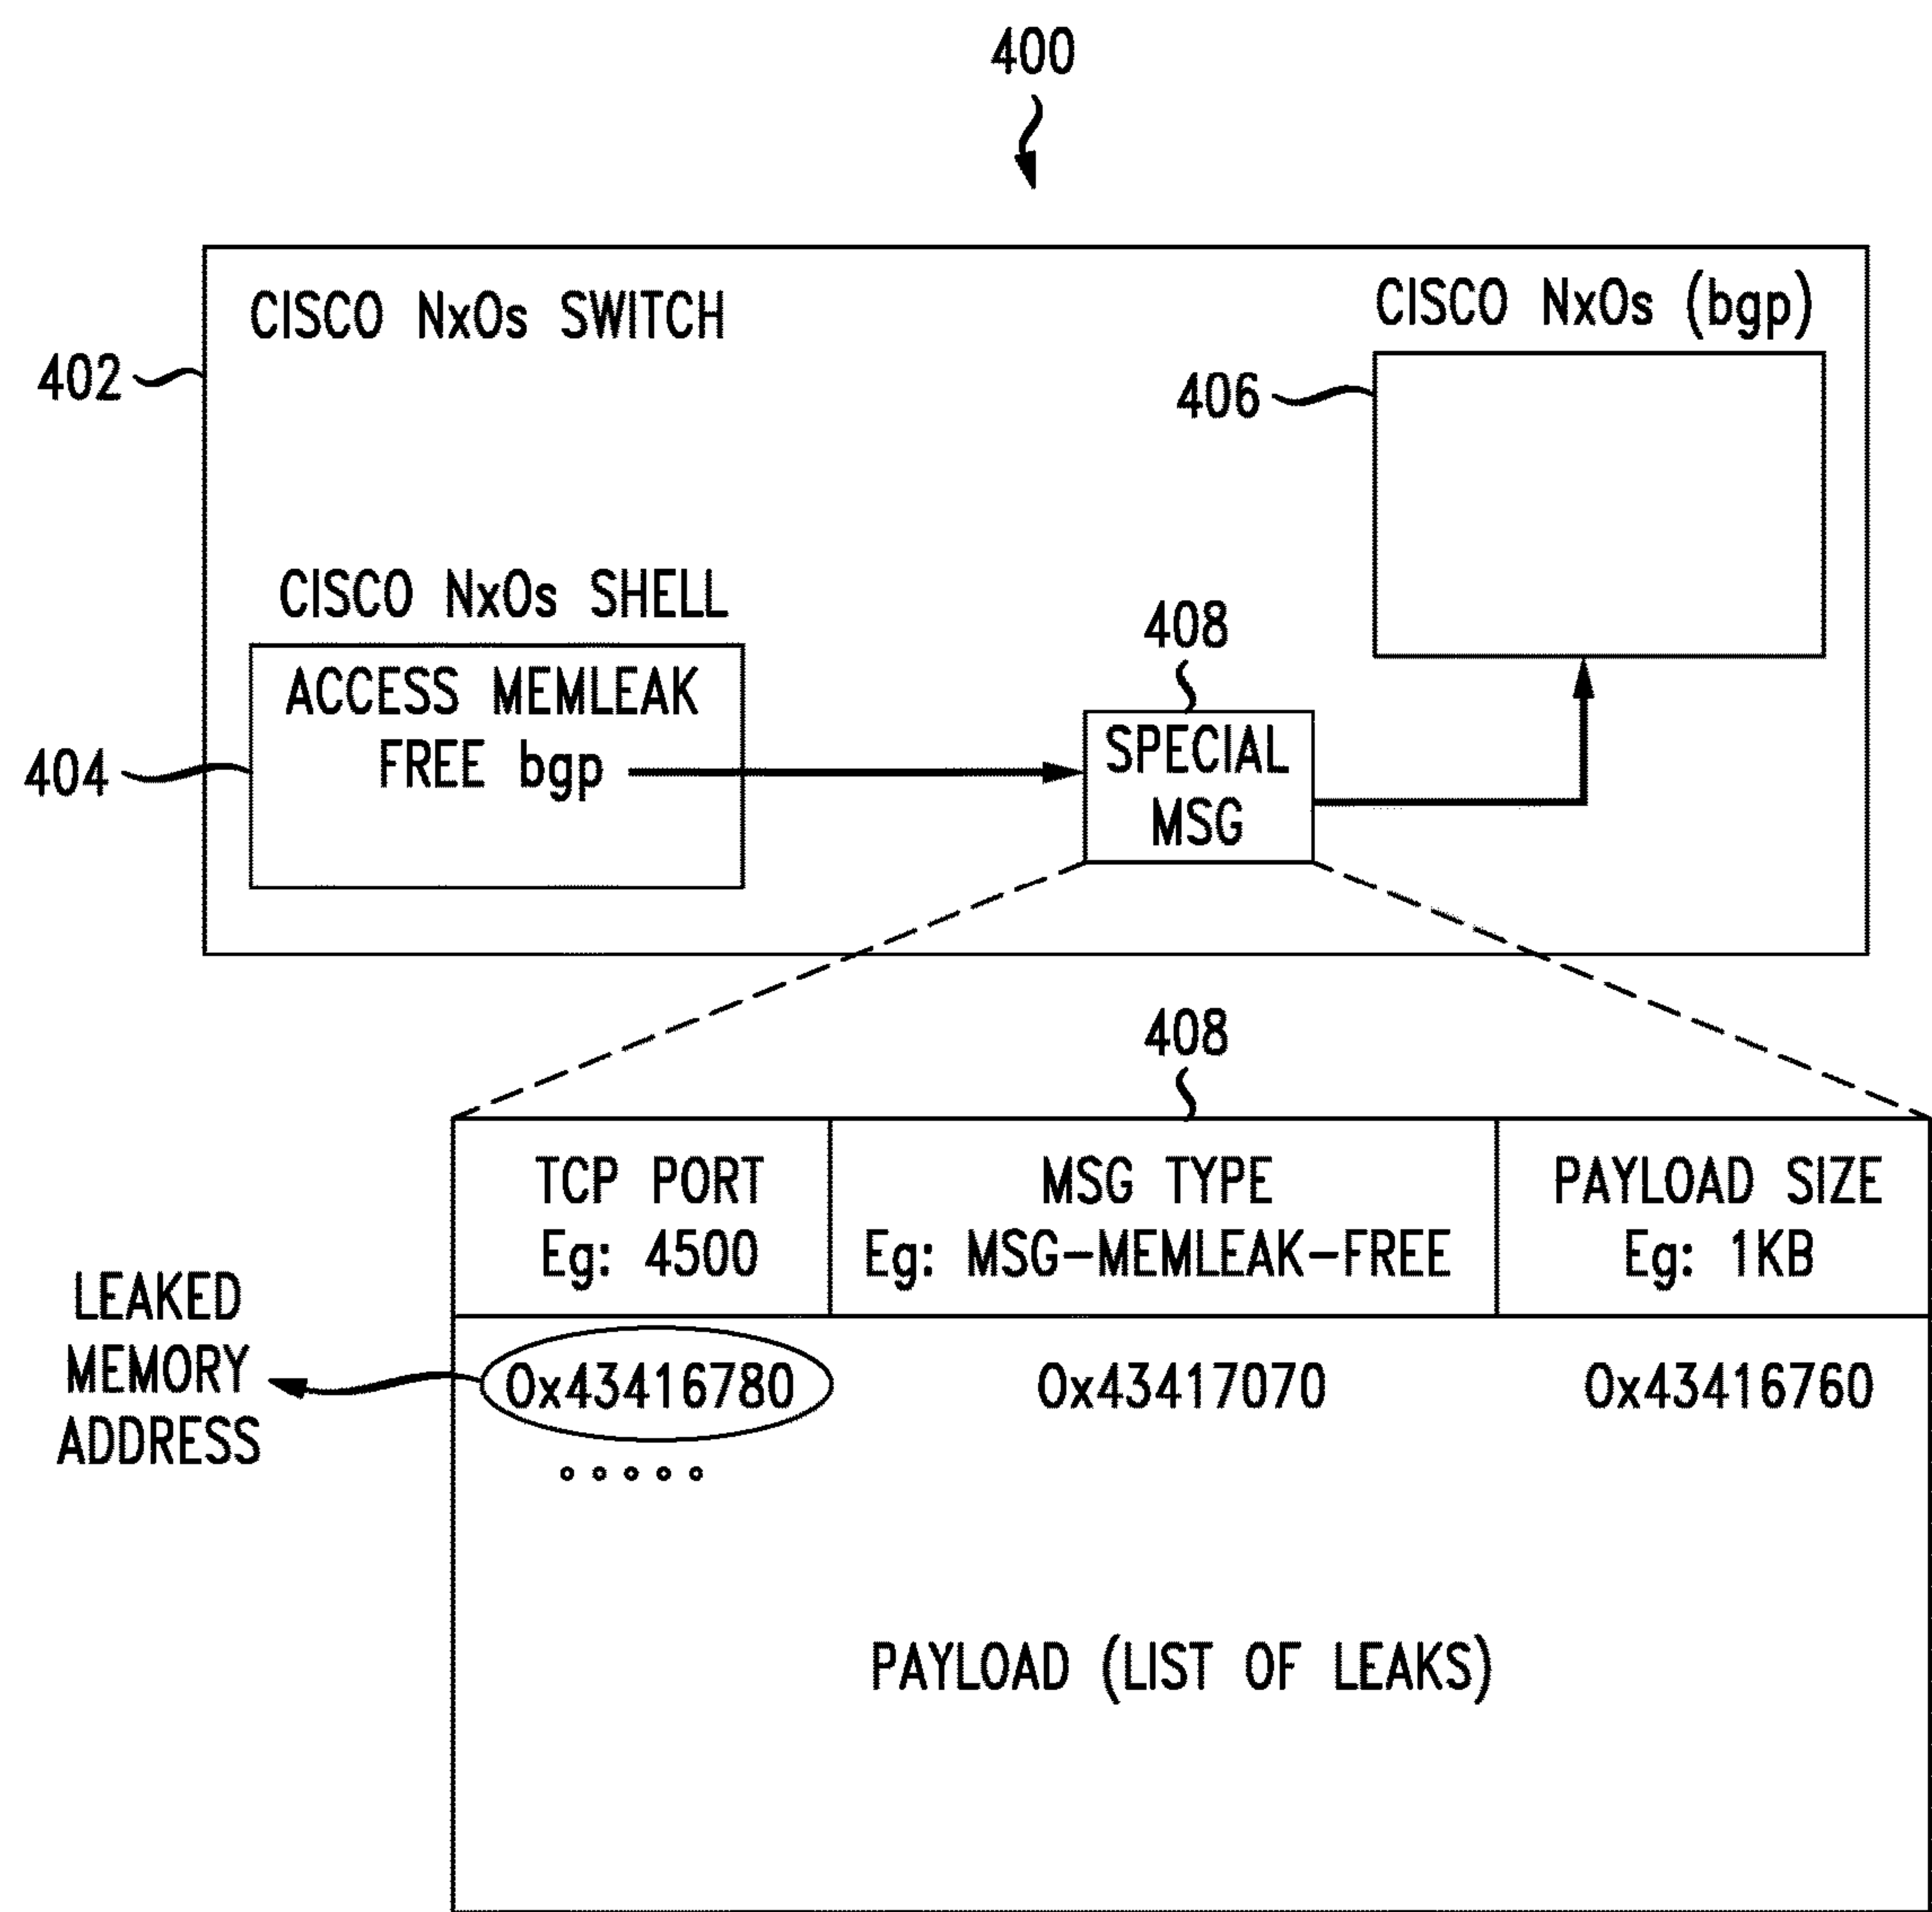 400
CISCO NxOs SWITCH
CISCO NxOs (bgp)
402
406
CISCO NxOs SHELL
408
ACCESS MEMLEAK
FREE bgp
404
SPECIAL
MSG
408
TCP PORT
Eg: 4500
MSG TYPE
Eg: MSG-MEMLEAK-FREE
PAYLOAD SIZE
Eg: 1KB
LEAKED
MEMORY
ADDRESS
0x43416780
0x43417070
0x43416760
PAYLOAD (LIST OF LEAKS)